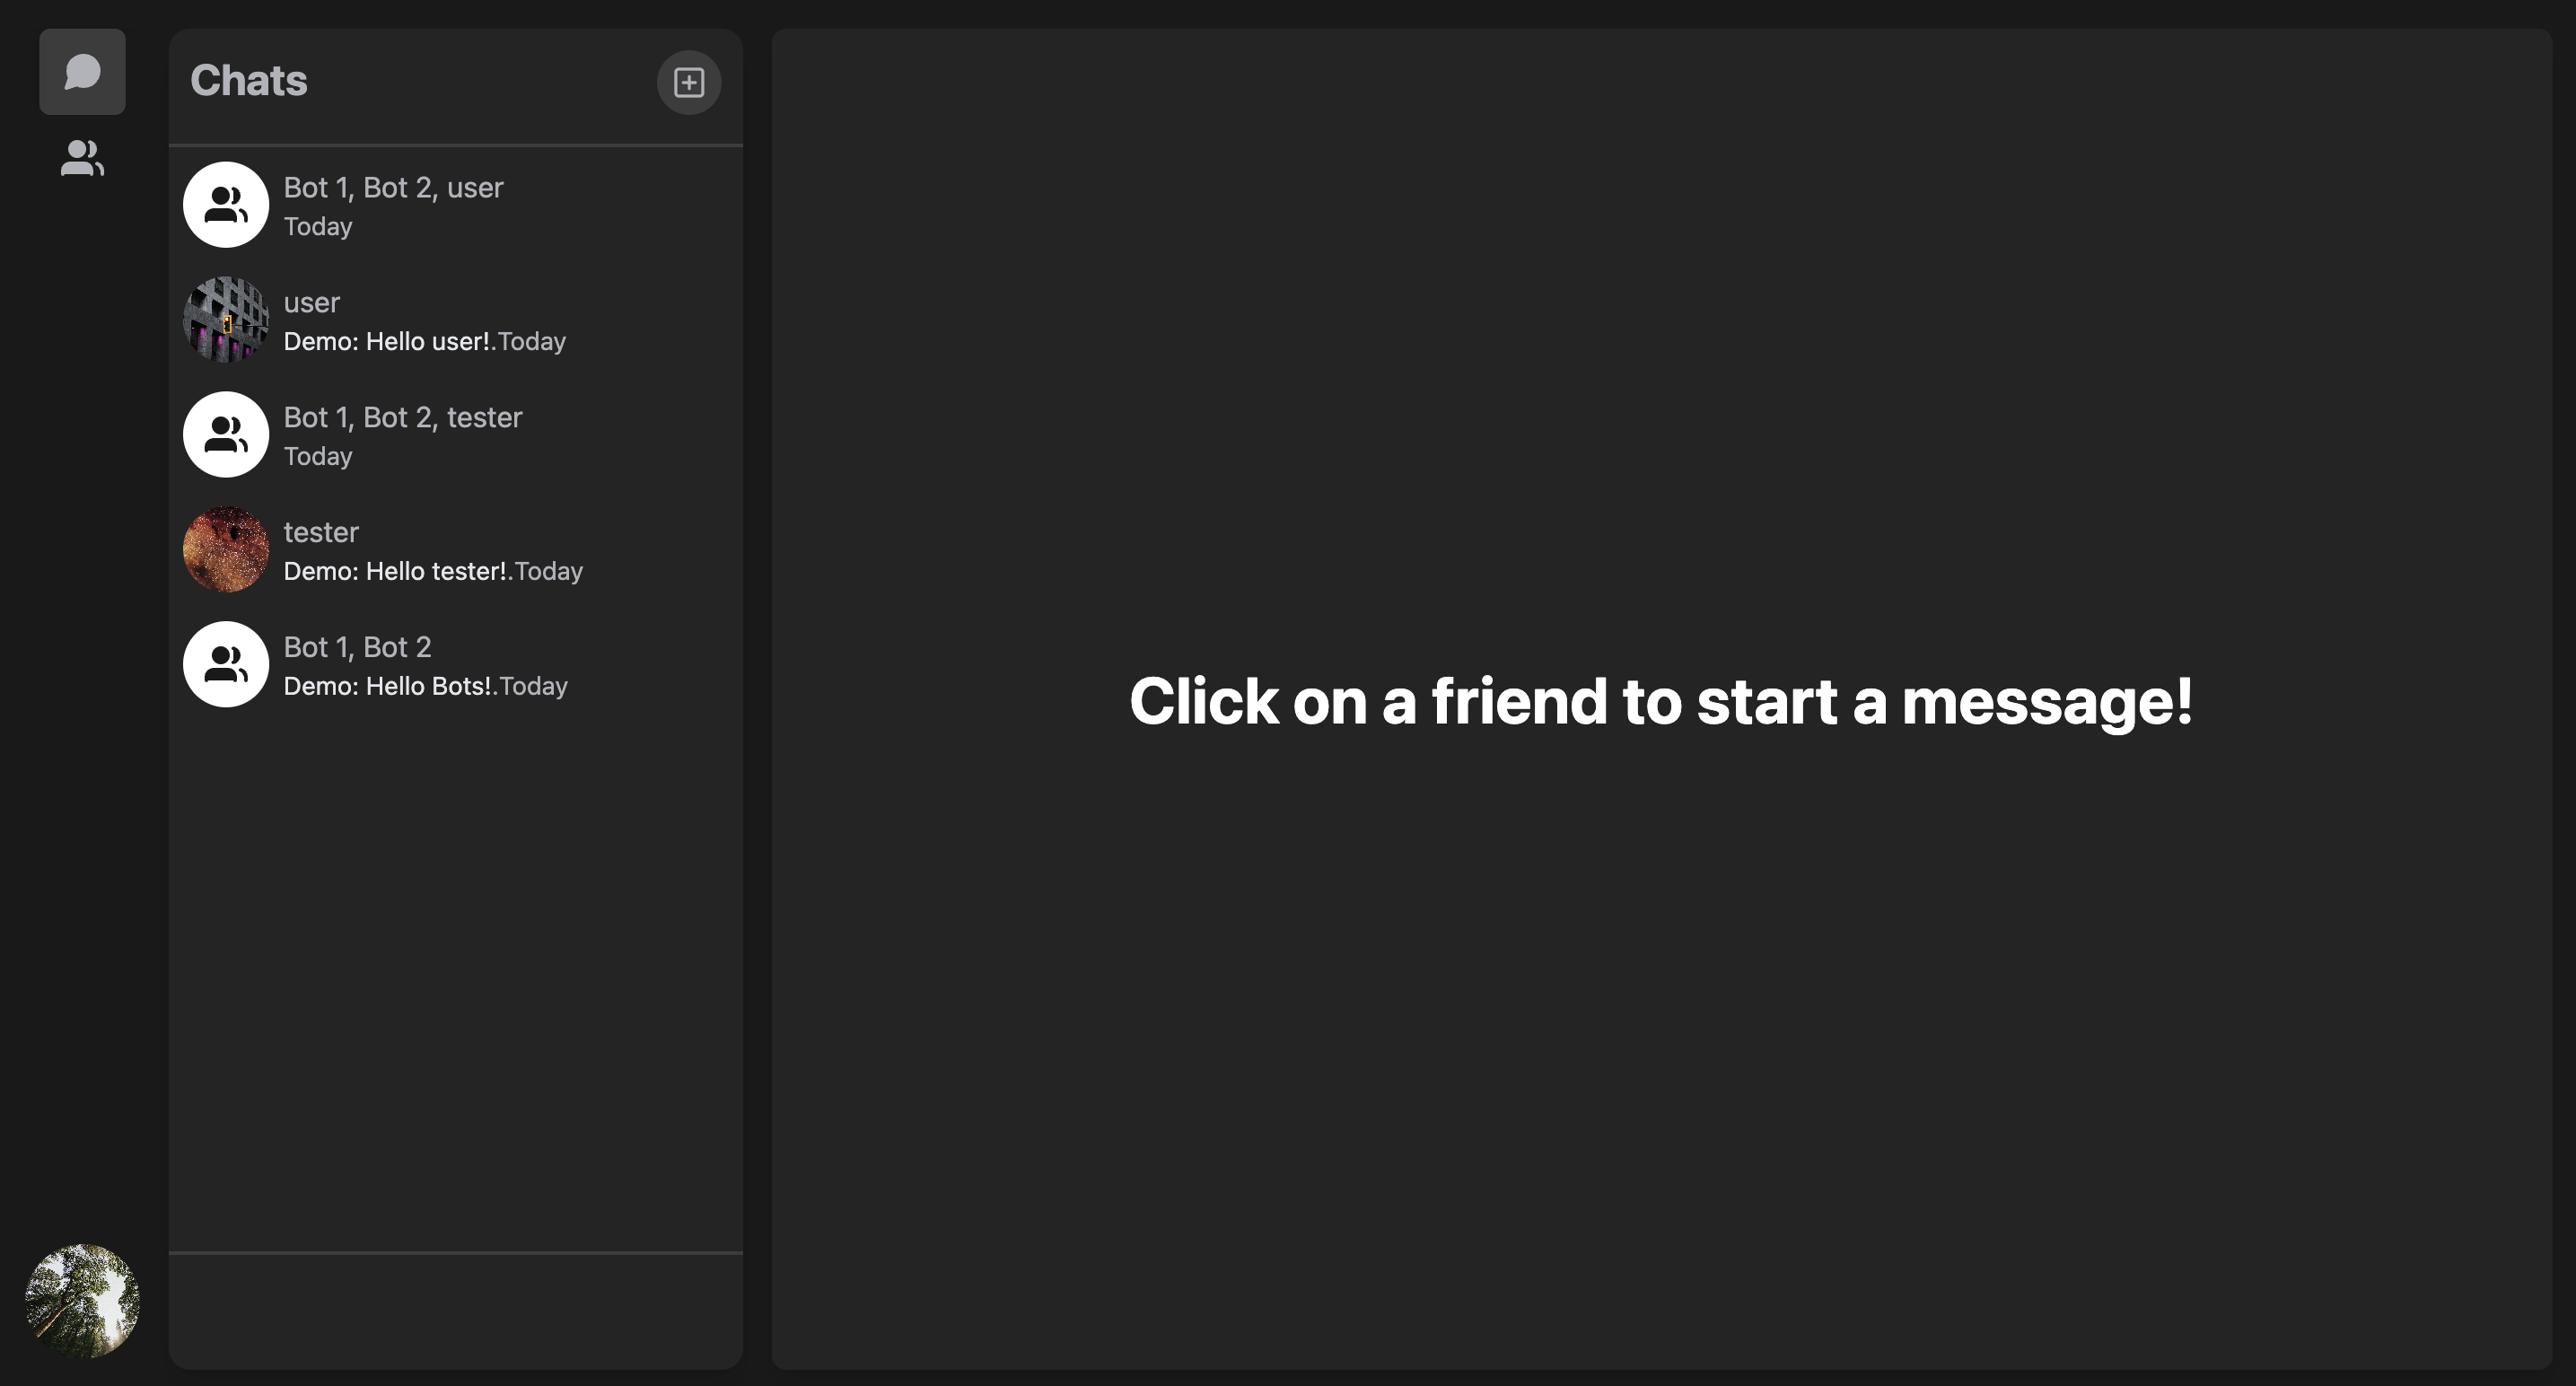 Chats
Bot 1, Bot 2, user
Today
user
Demo: Hello user!.Today
Bot 1, Bot 2, tester
Today
tester
Demo: Hello tester!.Today
Bot 1, Bot 2
Demo: Hello Bots!.Today
Click on a friend to start a message!